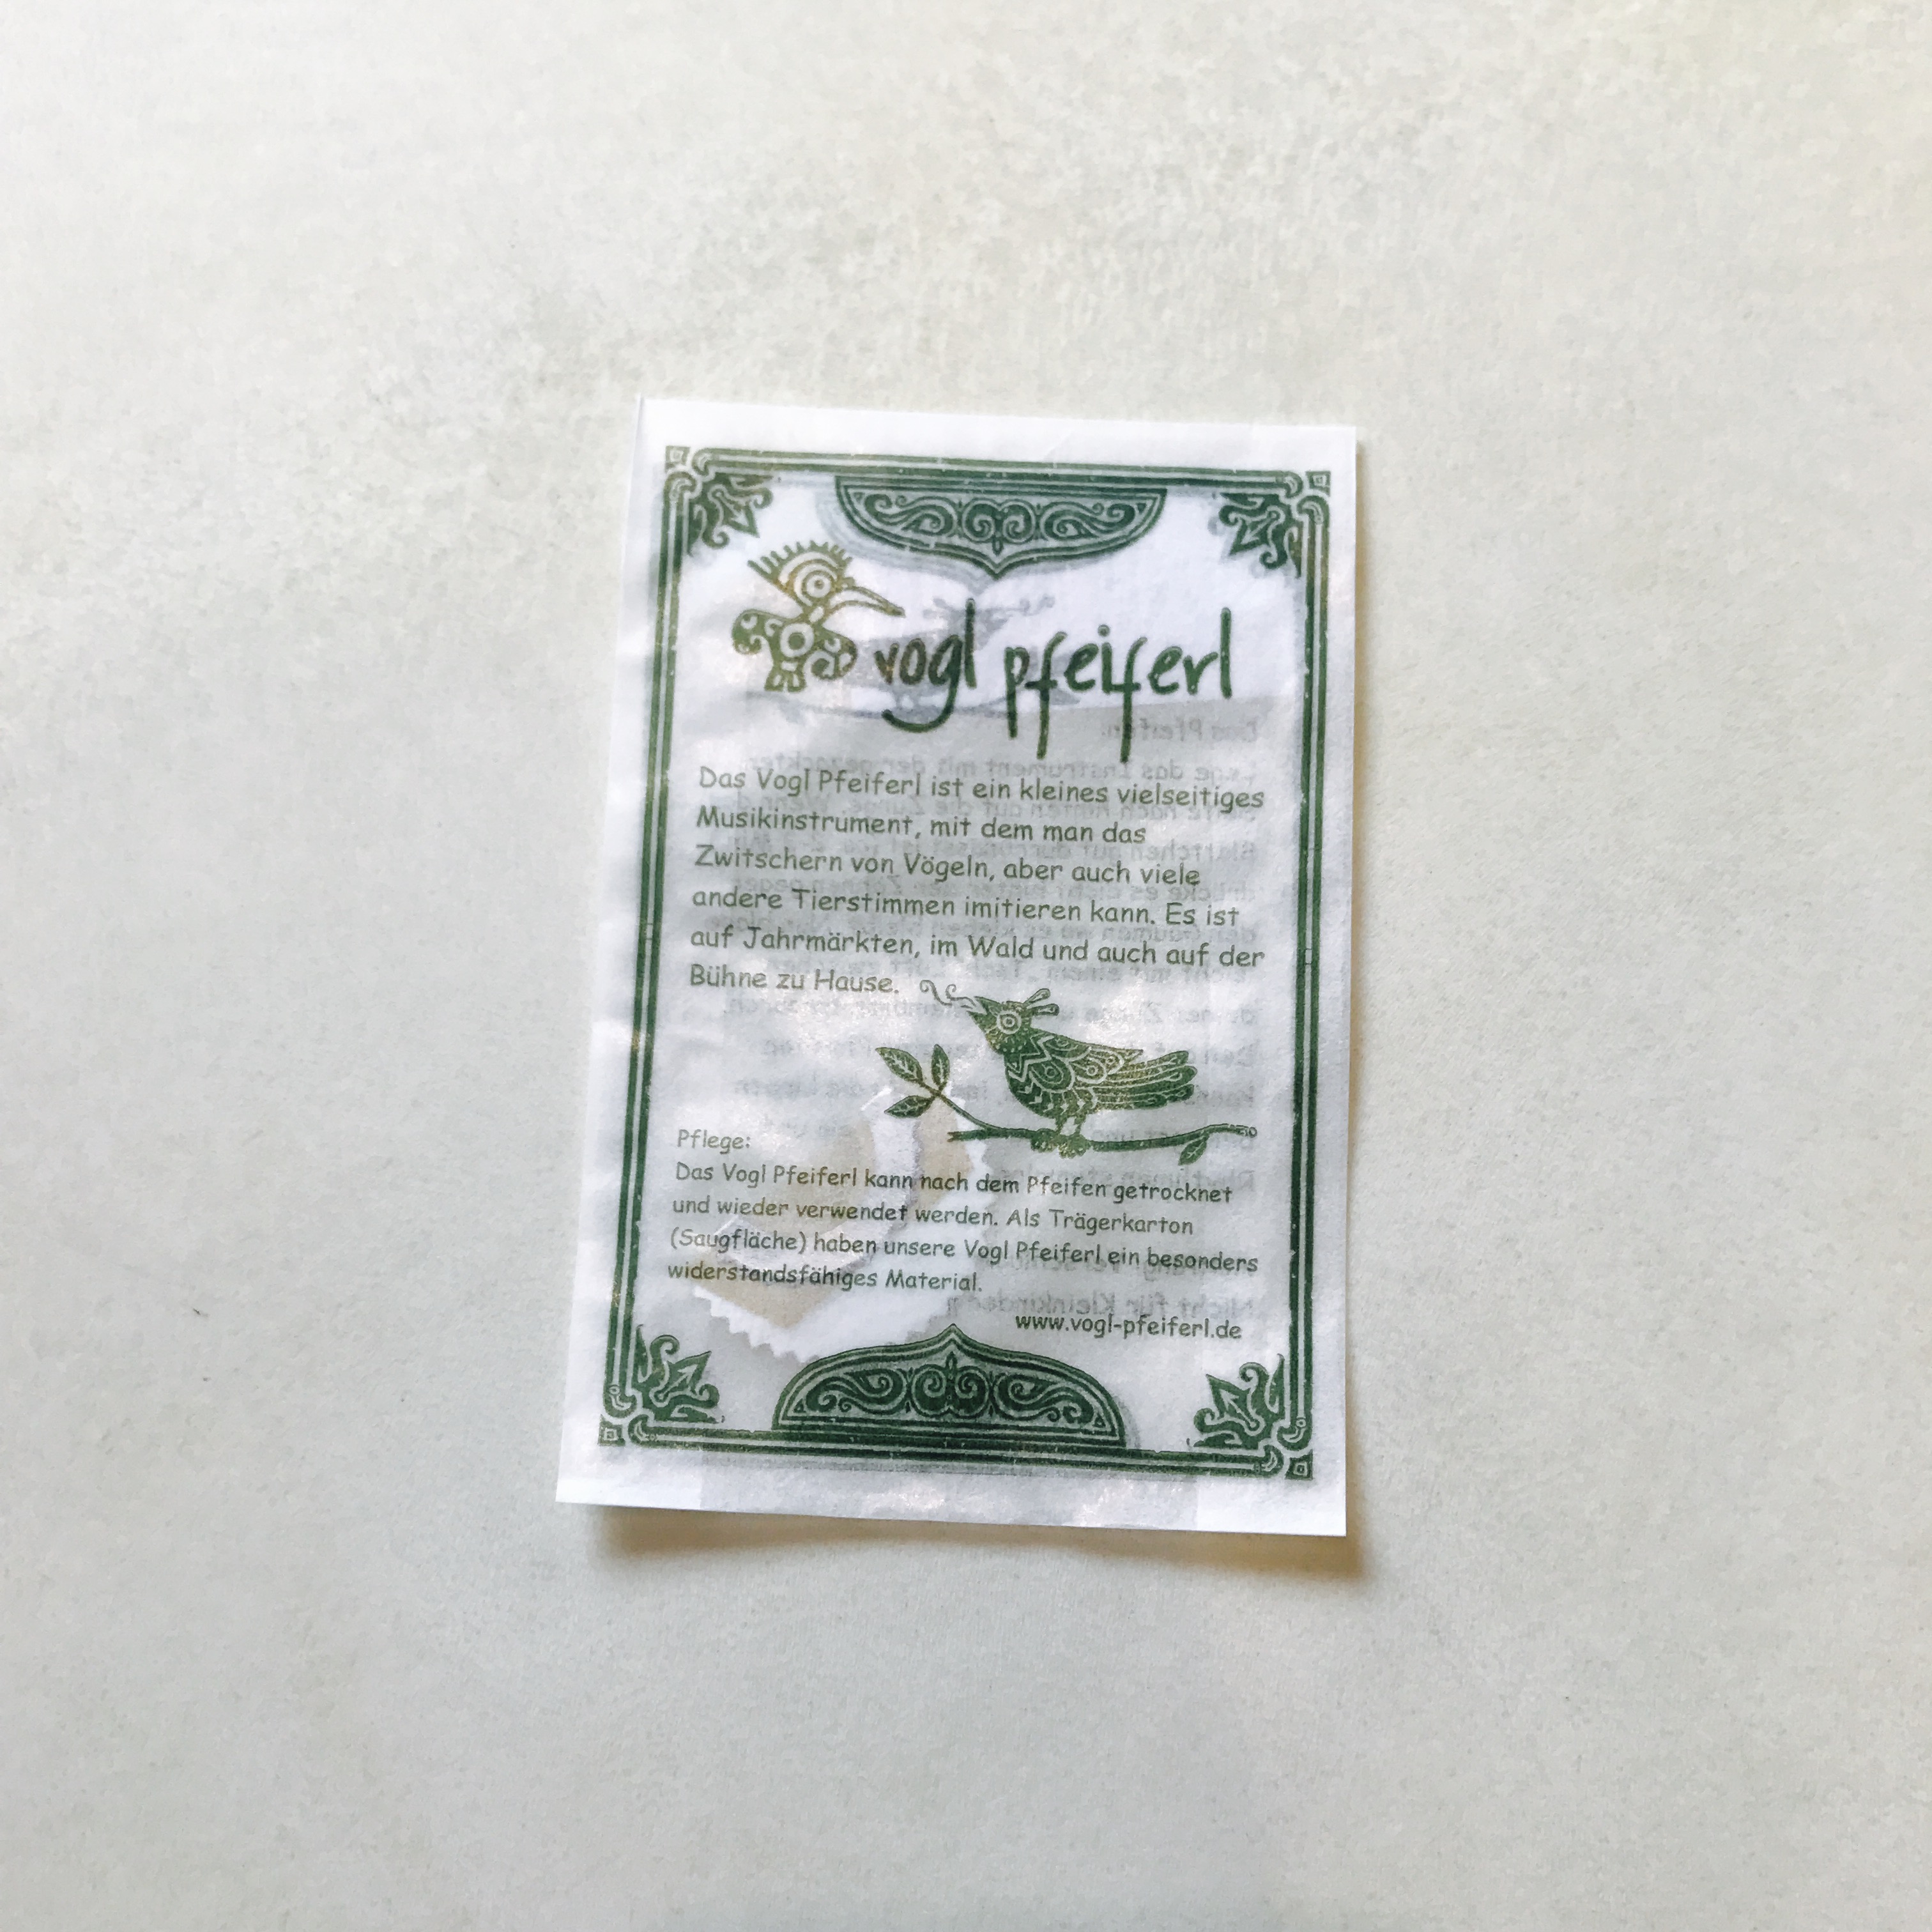 vogl pfeiferl
Das Vogl Pfeiferl ist ein kleines vielseitiges
Musikinstrument, mit dem man das
Zwitschern von Vögeln, aber auch viele
andere Tierstimmen imitieren kann. Es ist
auf Jahrmärkten, im Wald und auch auf der
Bühne zu Hause.
Pflege:
Das Vogl Pfeiferl kann nach dem Pfeifen getrocknet
und wieder verwendet werden. Als Trägerkarton
(Saugfläche) haben unsere Vogl Pfeiferl ein besonders
widerstandsfähiges Material.
www.vogl-pfeiferl.de